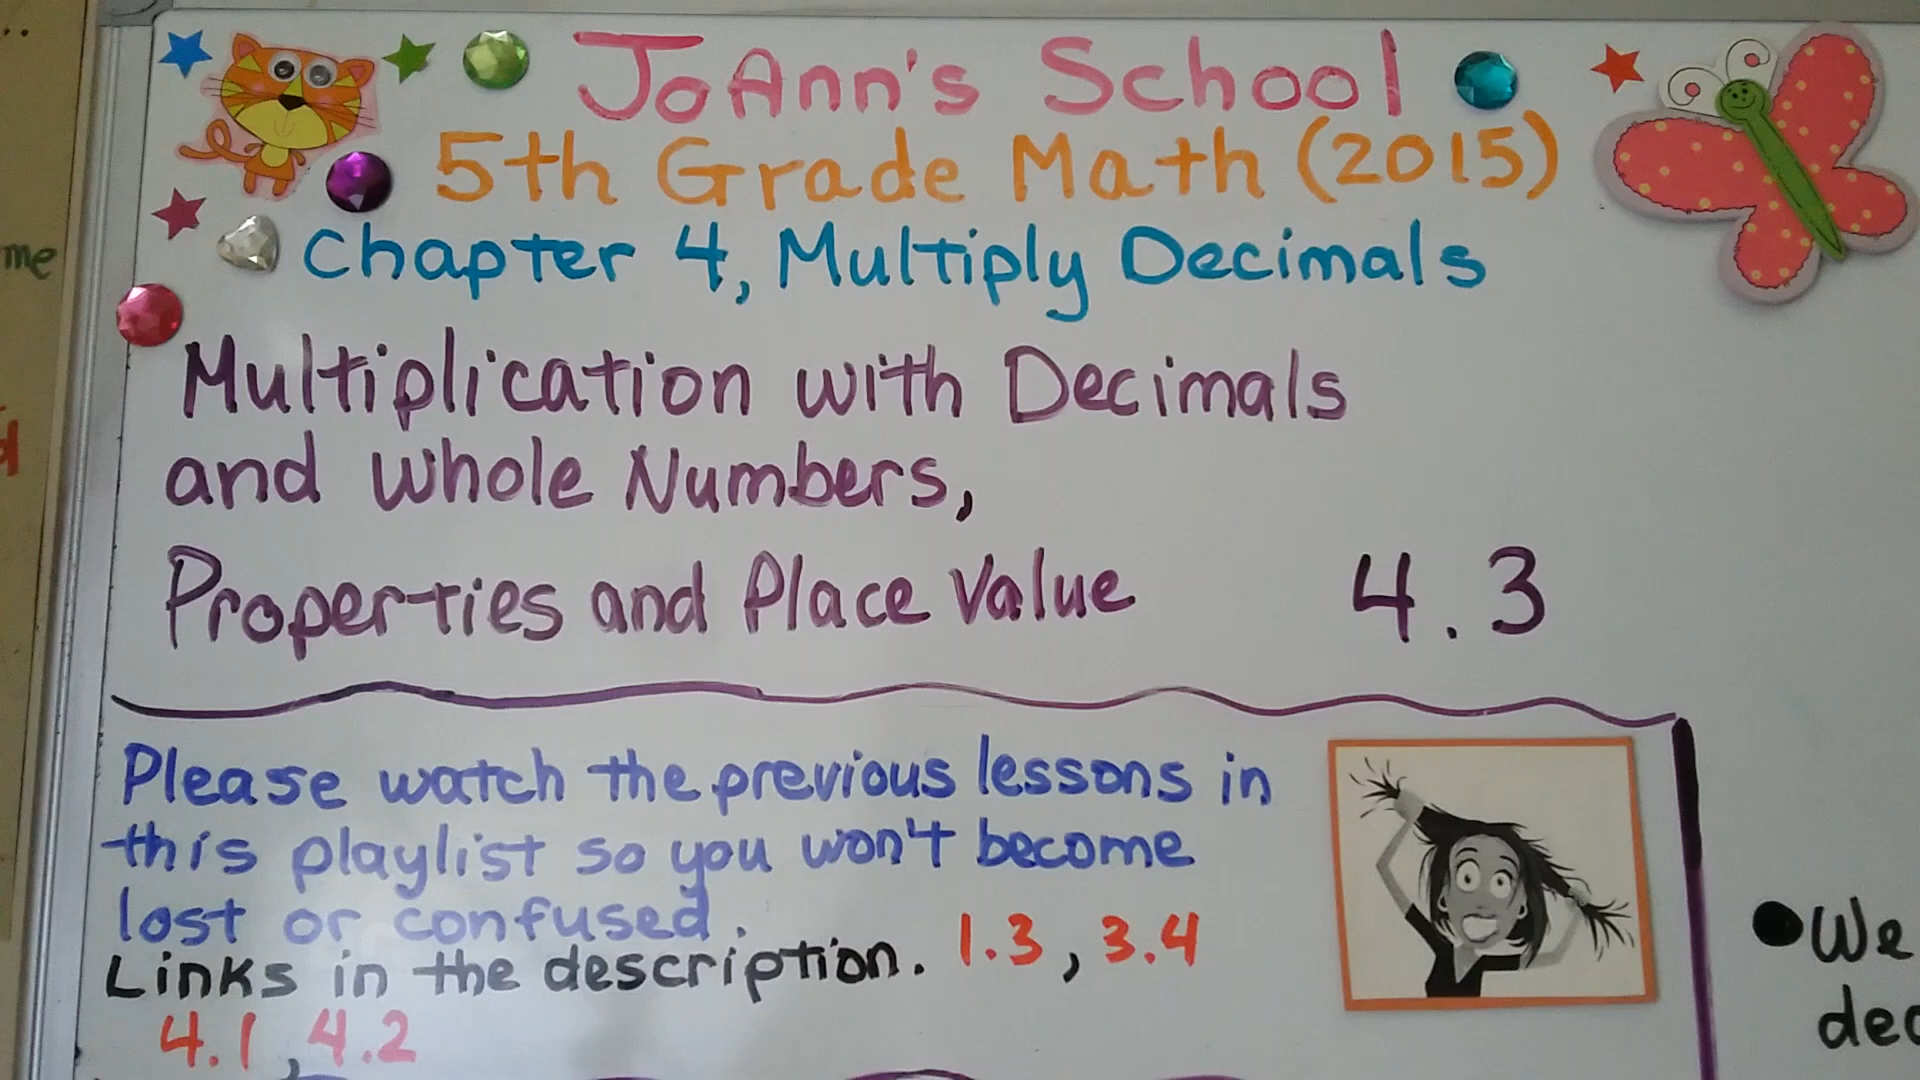 JoAnn's School
5th Grade Math (2015)
Chapter 4, Multiply Decimals
Multiplication with Decimals
and Whole Numbers,
Properties and Place Value 4.3
Please watch the previous lessons in
this playlist so you won't become
lost or confused.
Links in the description. 1.3, 3.4
4.1, 4.2
me
We
dec